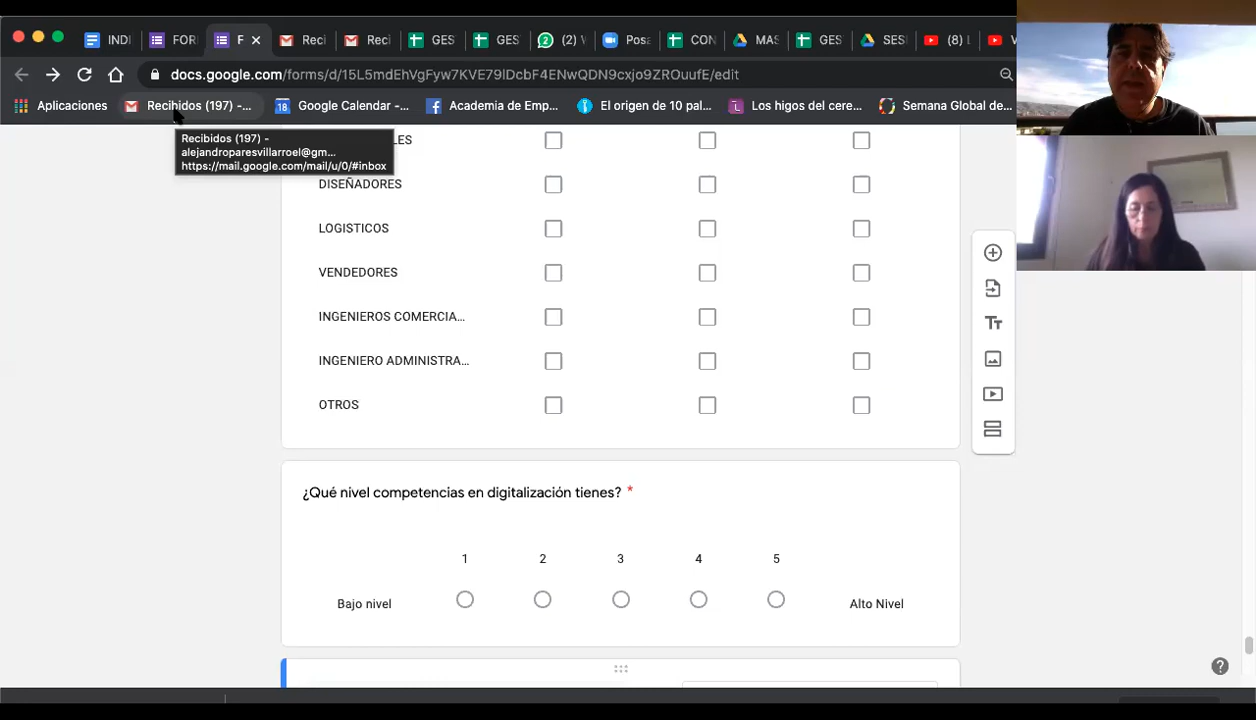 INDI
FOR
F
Reci
Reci
GES
GES
2
(2)
Posa
CON
MAS
GES
SES
(8) L
docs.google.com/forms/d/15L5mdEhVgFyw7KVE79lDcbF4ENwQDN9cxjo9ZROuufE/edit
Aplicaciones
Recibidos (197) -...
18
Google Calendar -...
Academia de Emp...
El origen de 10 pal...
Los higos del cere...
Semana Global de...
Recibidos (197) -
alejandroparesvillarroel@gm...
https://mail.google.com/mail/u/0/#inbox
LES
DISEÑADORES
LOGISTICOS
VENDEDORES
INGENIEROS COMERCIA...
INGENIERO ADMINISTRA...
OTROS
¿Qué nivel competencias en digitalización tienes? *
1 2 3 4 5
Bajo nivel
Alto Nivel